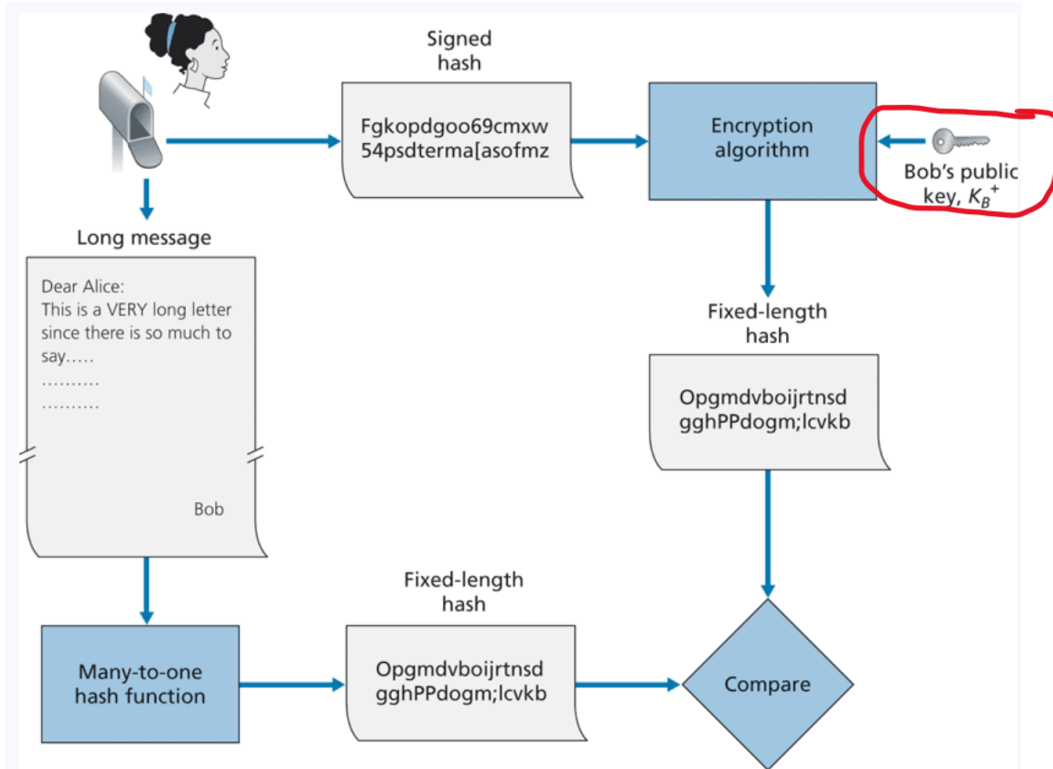 Signed
hash
Fgkopdgoo69cmxw
54psdterma[asofmz
Encryption
algorithm
Bob's public
key, K_B^+
Long message
Dear Alice:
This is a VERY long letter
since there is so much to
say.....
..........
..........
Bob
Fixed-length
hash
Opgmdvboijrtnsd
gghPPdogm;lcvkb
Many-to-one
hash function
Fixed-length
hash
Opgmdvboijrtnsd
gghPPdogm;lcvkb
Compare